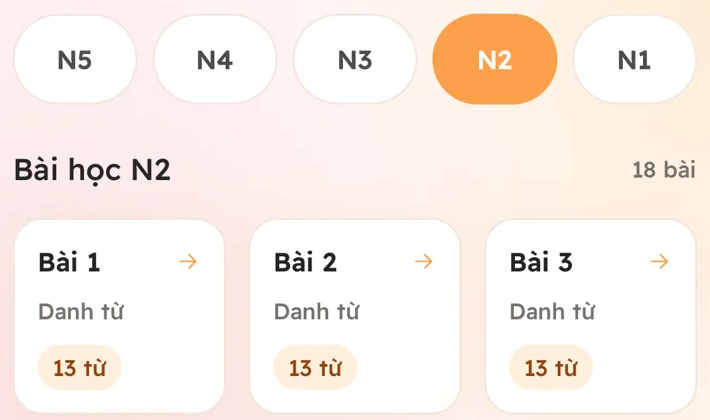 N5 N4 N3 N2 N1
Bài học N2 18 bài
Bài 1 → Bài 2 → Bài 3 →
Danh từ Danh từ Danh từ
13 từ 13 từ 13 từ